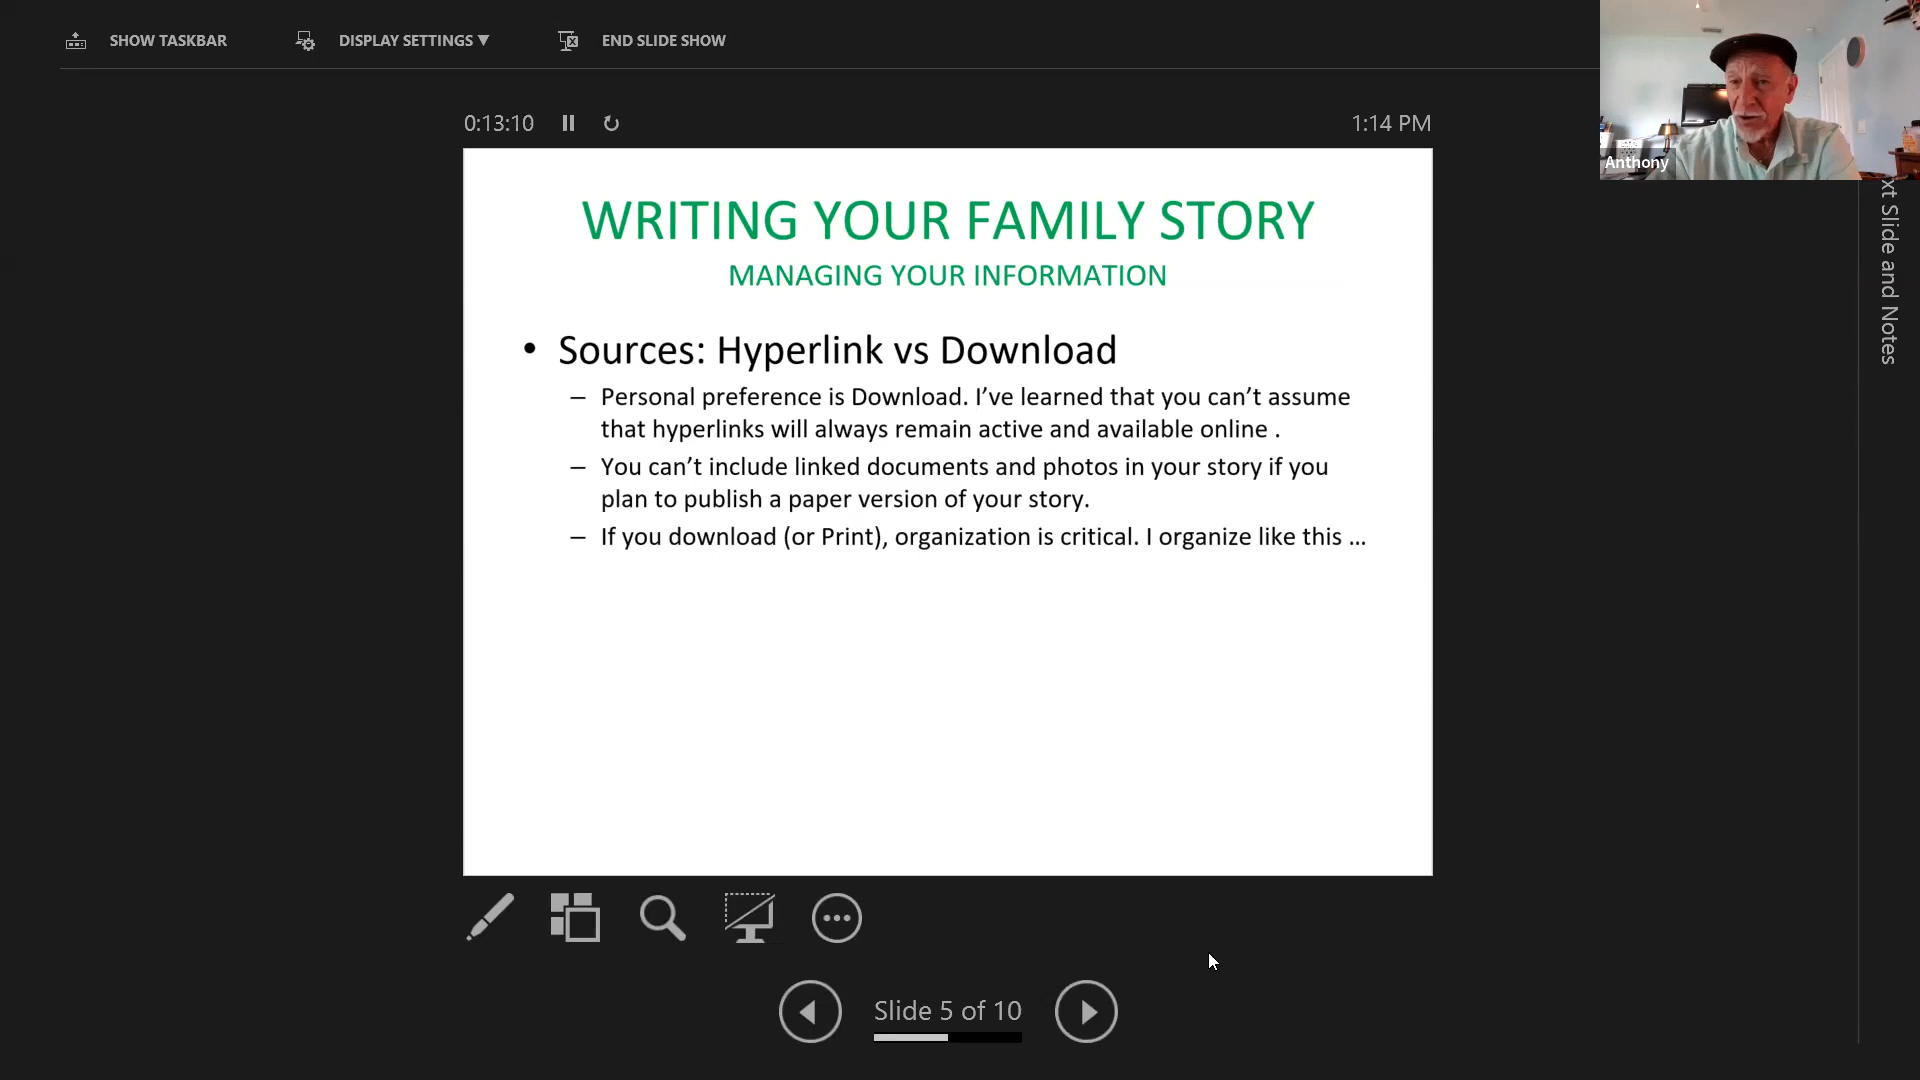 SHOW TASKBAR
DISPLAY SETTINGS ▼
END SLIDE SHOW
Anthony
0:13:10
1:14 PM
WRITING YOUR FAMILY STORY
MANAGING YOUR INFORMATION
• Sources: Hyperlink vs Download
– Personal preference is Download. I’ve learned that you can’t assume
that hyperlinks will always remain active and available online .
– You can’t include linked documents and photos in your story if you
plan to publish a paper version of your story.
– If you download (or Print), organization is critical. I organize like this ...
Slide 5 of 10
xt Slide and Notes